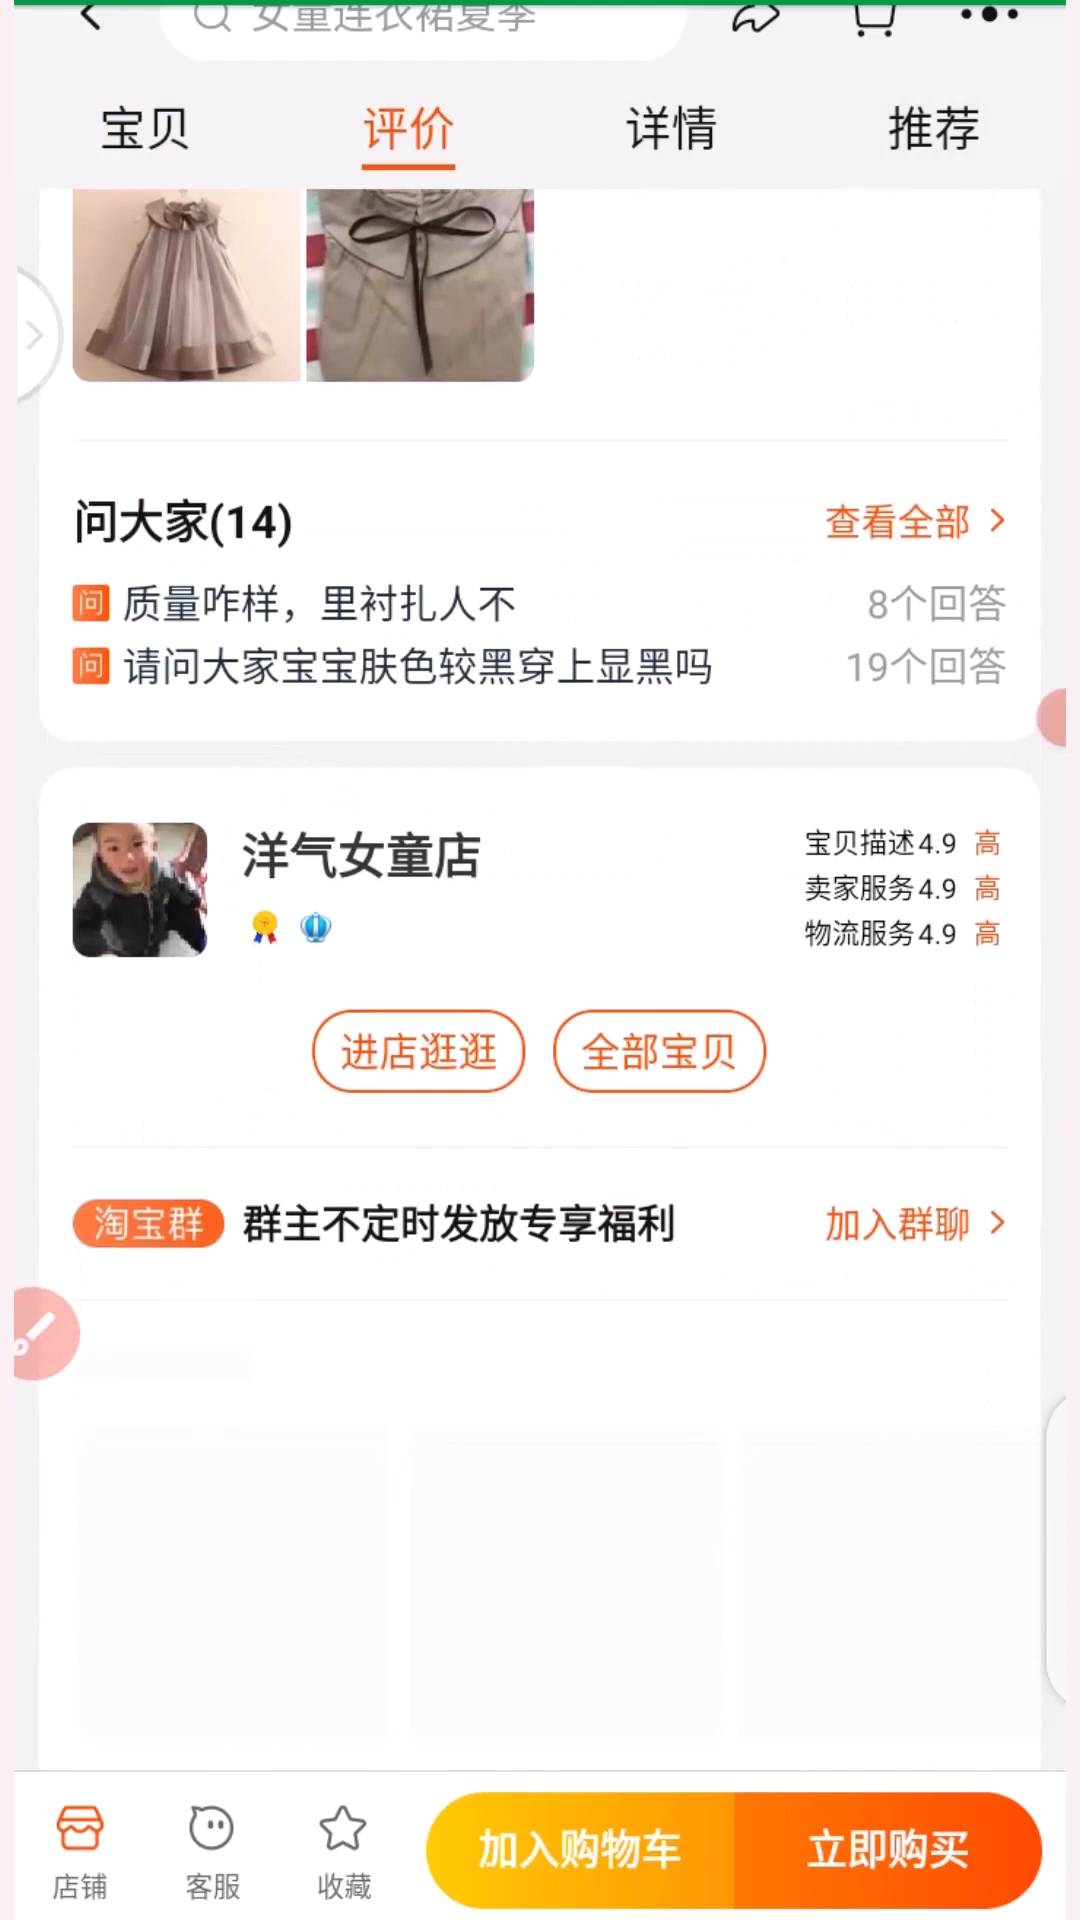 女童连衣裙夏季
宝贝 评价 详情 推荐
问大家(14) 查看全部
问 质量咋样，里衬扎人不 8个回答
问 请问大家宝宝肤色较黑穿上显黑吗 19个回答
洋气女童店
宝贝描述4.9 高
卖家服务4.9 高
物流服务4.9 高
进店逛逛 全部宝贝
淘宝群 群主不定时发放专享福利 加入群聊
店铺 客服 收藏 加入购物车 立即购买